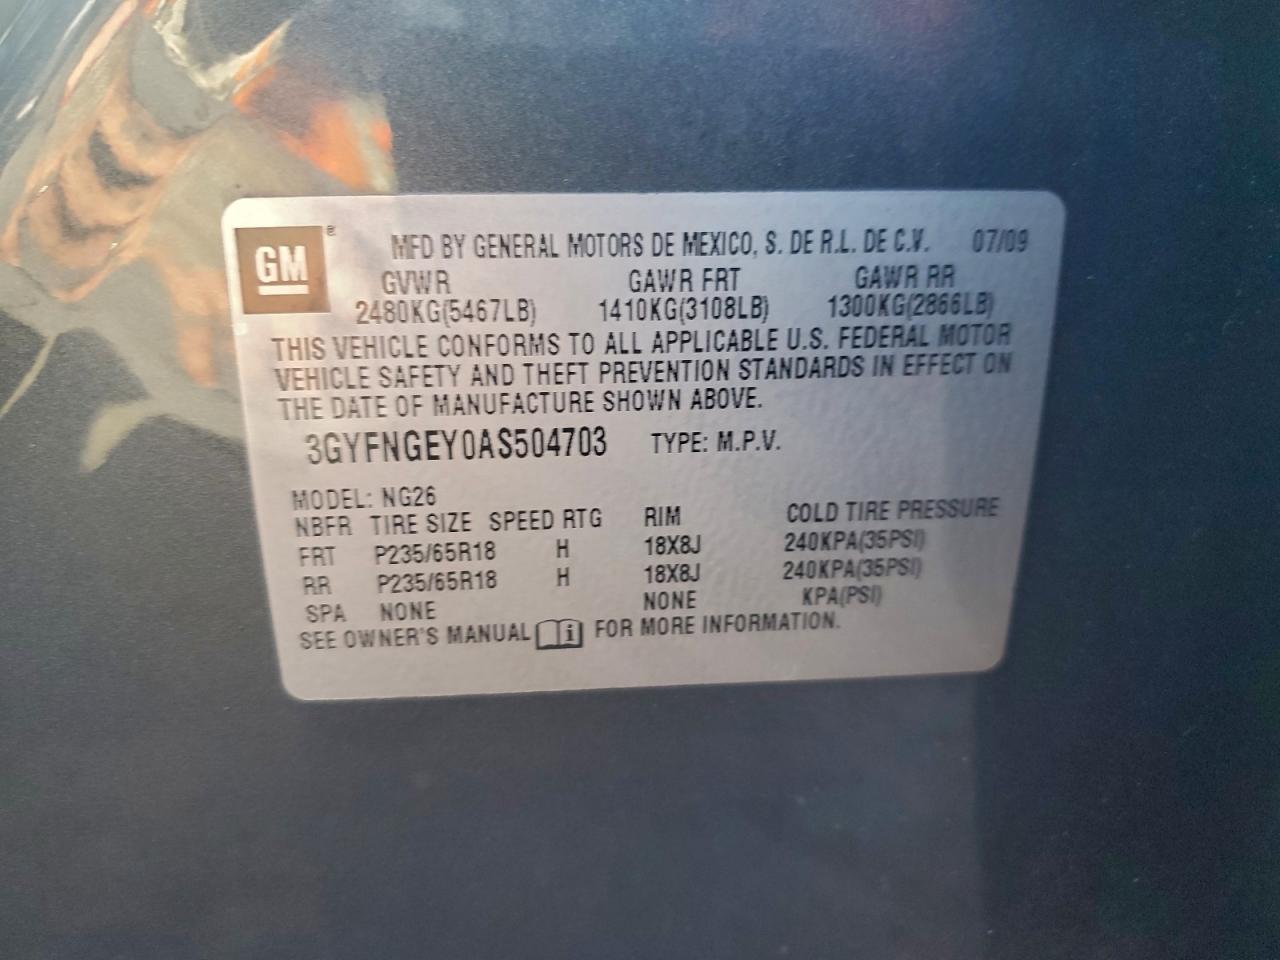 GM ® MFD BY GENERAL MOTORS DE MEXICO, S. DE R.L. DE C.V. 07/09
GVWR GAWR FRT GAWR RR
2480KG(5467LB) 1410KG(3108LB) 1300KG(2866LB)
THIS VEHICLE CONFORMS TO ALL APPLICABLE U.S. FEDERAL MOTOR
VEHICLE SAFETY AND THEFT PREVENTION STANDARDS IN EFFECT ON
THE DATE OF MANUFACTURE SHOWN ABOVE.
3GYFNGEY0AS504703 TYPE: M.P.V.
MODEL: NG26
NBFR TIRE SIZE SPEED RTG RIM COLD TIRE PRESSURE
FRT P235/65R18 H 18X8J 240KPA(35PSI)
RR P235/65R18 H 18X8J 240KPA(35PSI)
SPA NONE NONE KPA(PSI)
SEE OWNER'S MANUAL i FOR MORE INFORMATION.